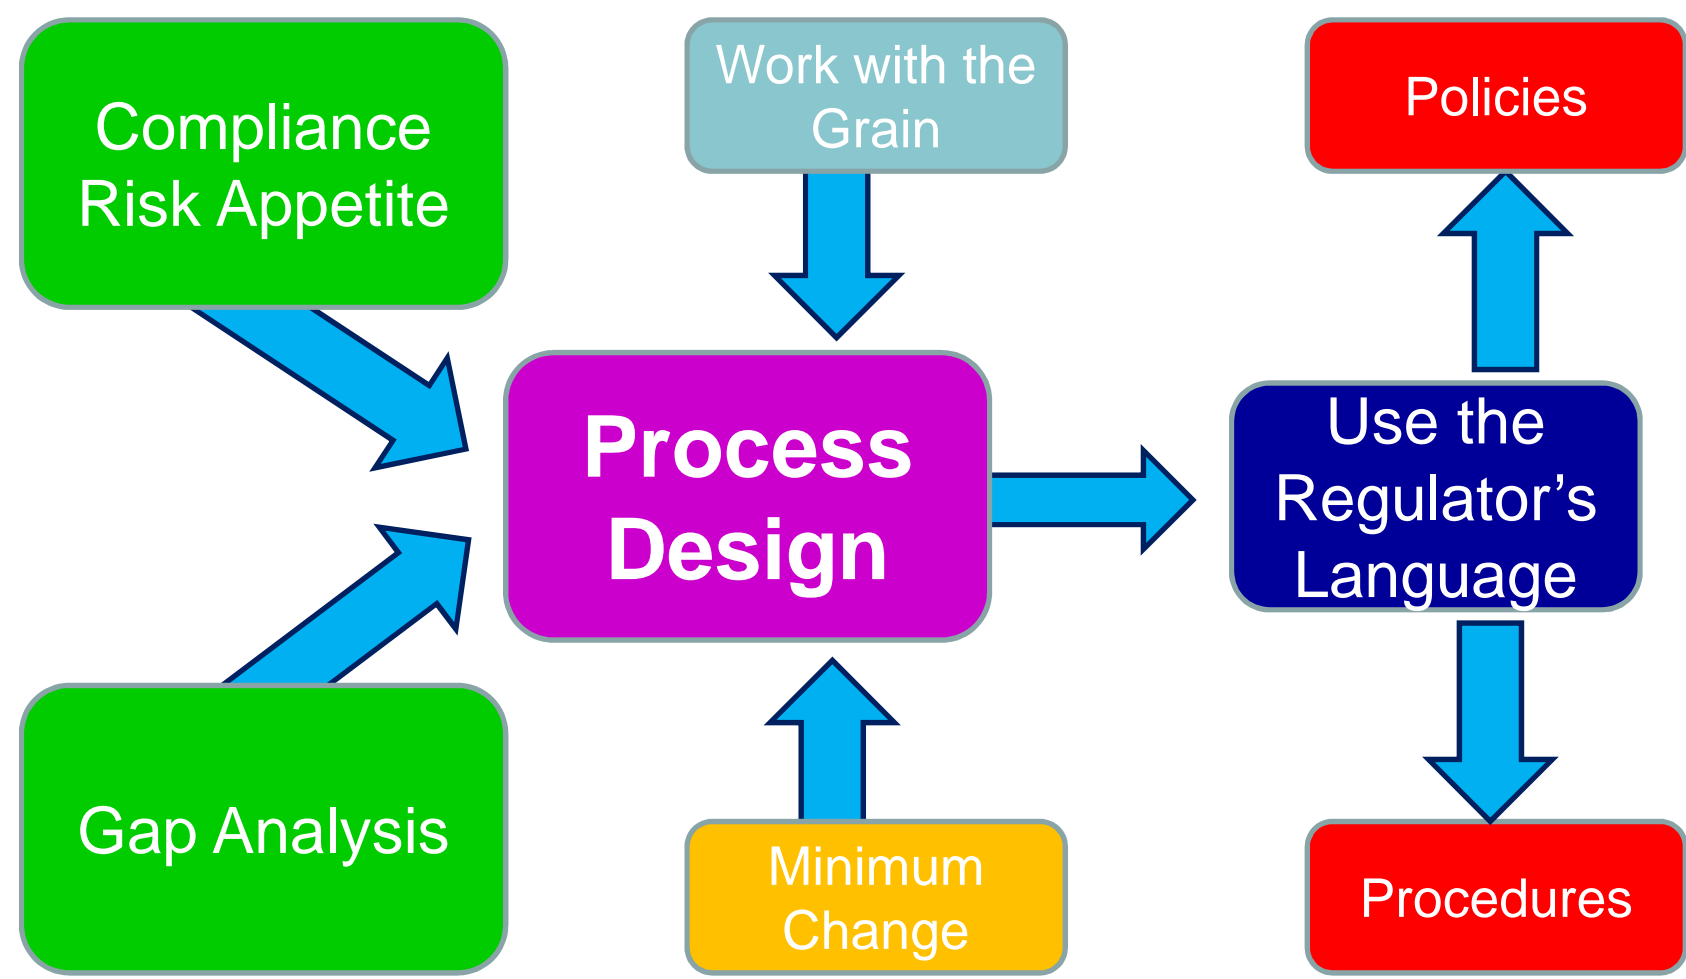 Compliance
Risk Appetite
Work with the
Grain
Policies
Process
Design
Use the
Regulator’s
Language
Gap Analysis
Minimum
Change
Procedures